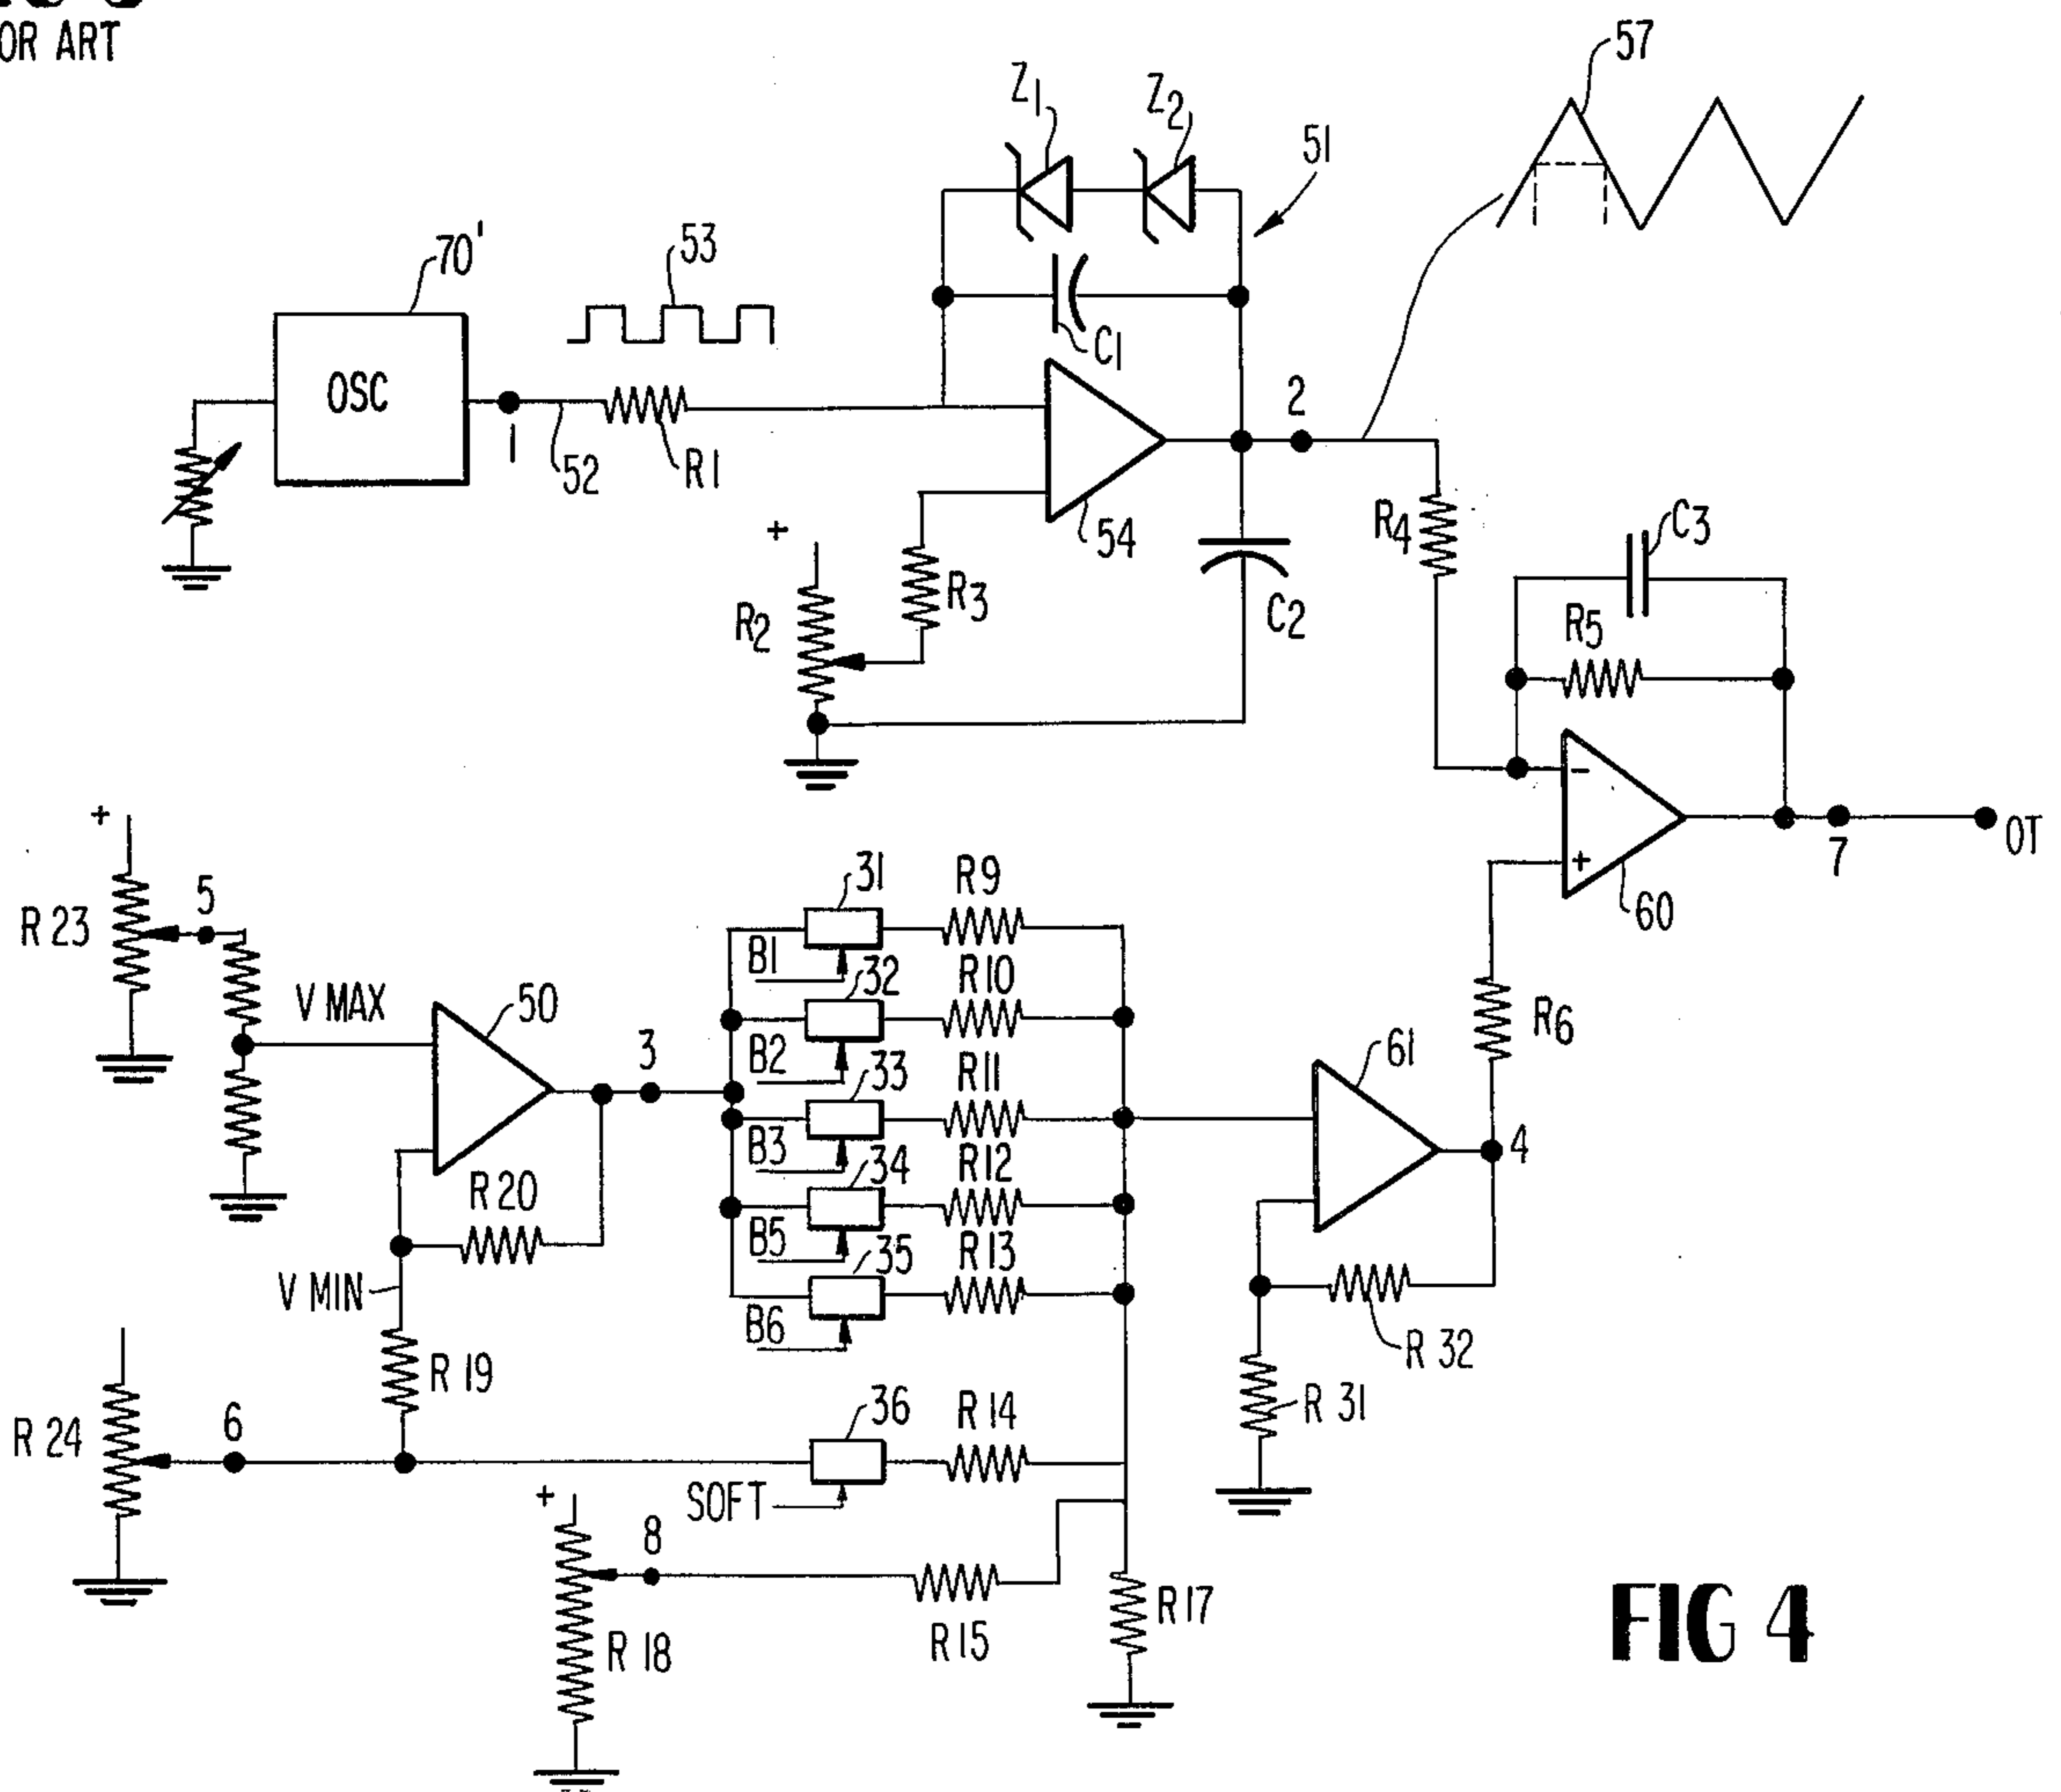 OR ART
57
Z1
Z2
51
70'
53
OSC
C1
1
52
R1
2
54
R4
C3
+
R2
R3
C2
R5
+
R 23
5
-
+
7
OT
60
V MAX
50
3
31
R9
B1
32
R10
B2
33
R11
B3
34
R12
B5
35
R13
B6
61
R6
4
R 20
V MIN
R 19
R 32
R 31
R 24
6
36
R 14
SOFT
+
8
R 18
R 15
R 17
FIG 4